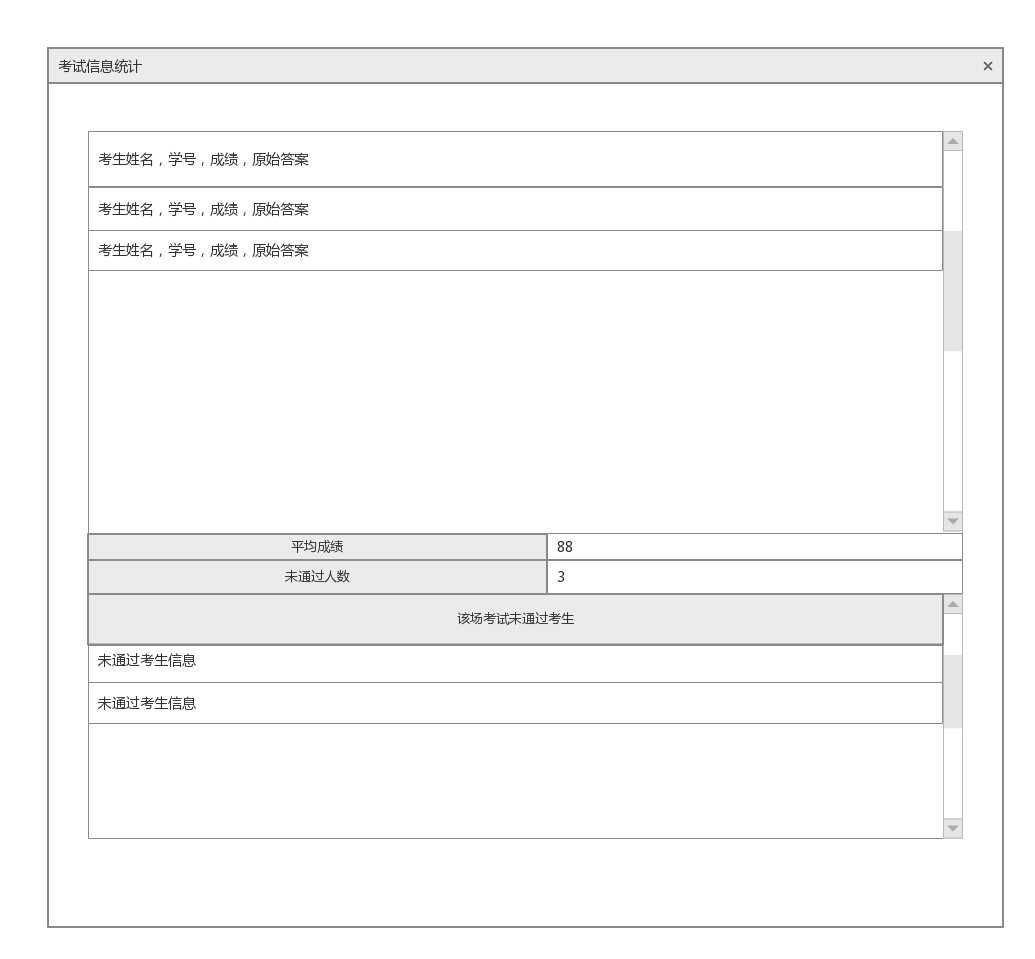 考试信息统计
考生姓名，学号，成绩，原始答案
考生姓名，学号，成绩，原始答案
考生姓名，学号，成绩，原始答案
平均成绩 88
未通过人数 3
该场考试未通过考生
未通过考生信息
未通过考生信息